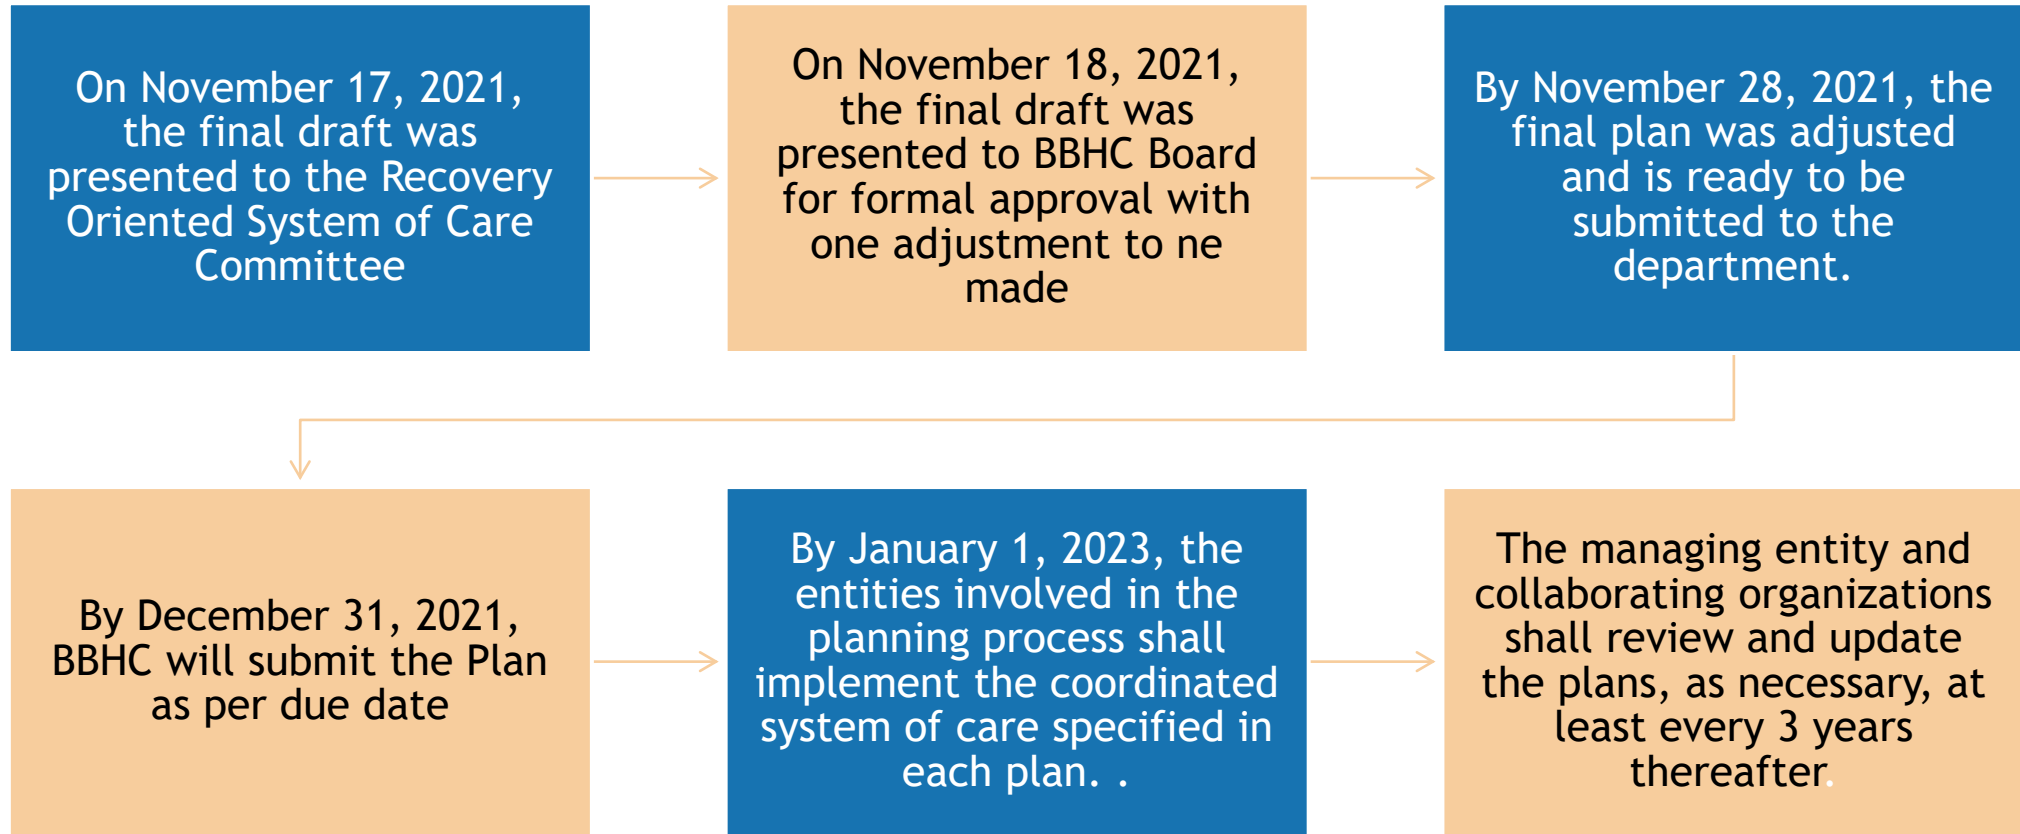 On November 17, 2021,
the final draft was
presented to the Recovery
Oriented System of Care
Committee
On November 18, 2021,
the final draft was
presented to BBHC Board
for formal approval with
one adjustment to ne
made
By November 28, 2021, the
final plan was adjusted
and is ready to be
submitted to the
department.
By December 31, 2021,
BBHC will submit the Plan
as per due date
By January 1, 2023, the
entities involved in the
planning process shall
implement the coordinated
system of care specified in
each plan. .
The managing entity and
collaborating organizations
shall review and update
the plans, as necessary, at
least every 3 years
thereafter.